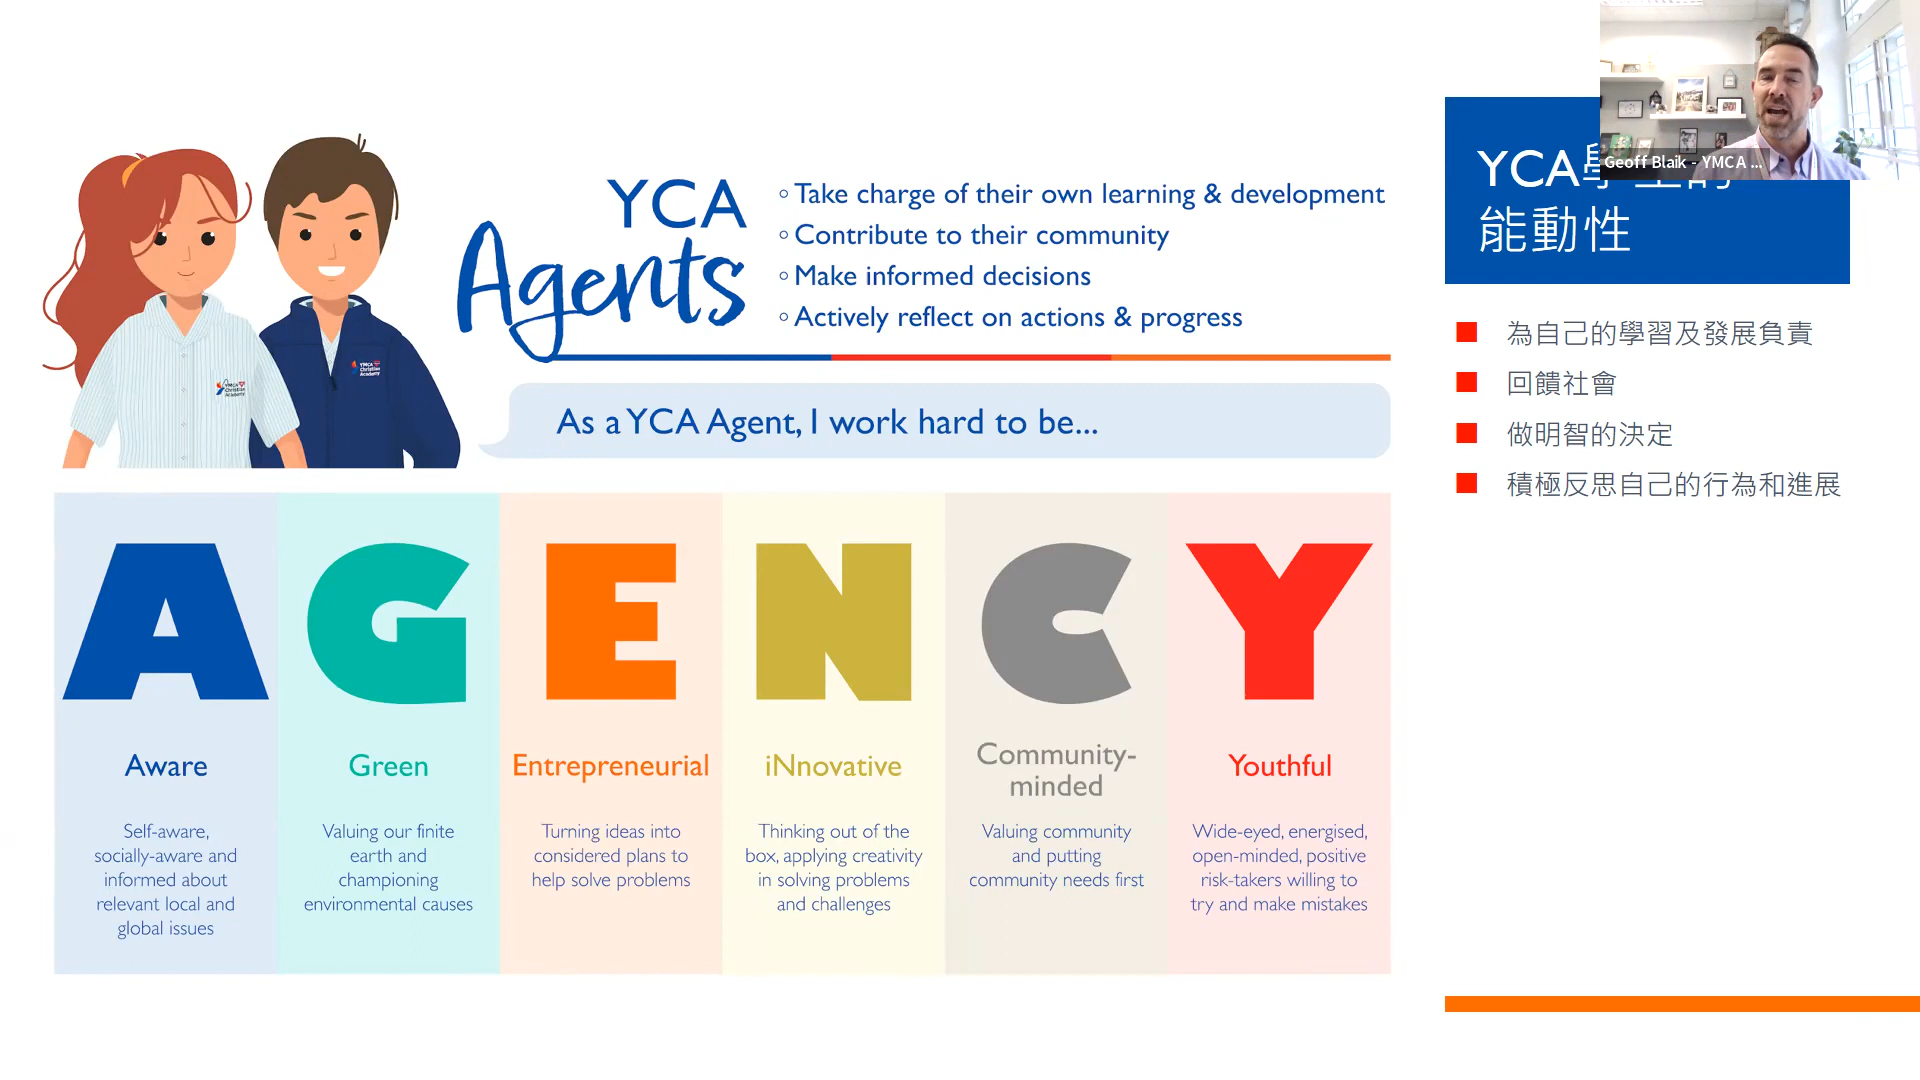 YCA
Agents
◦ Take charge of their own learning & development
◦ Contribute to their community
◦ Make informed decisions
◦ Actively reflect on actions & progress
As a YCA Agent, I work hard to be...
YMCA
Christian
Academy
YMCA
Christian
Academy
A
Aware
Self-aware,
socially-aware and
informed about
relevant local and
global issues
G
Green
Valuing our finite
earth and
championing
environmental causes
E
Entrepreneurial
Turning ideas into
considered plans to
help solve problems
N
iNnovative
Thinking out of the
box, applying creativity
in solving problems
and challenges
C
Community-
minded
Valuing community
and putting
community needs first
Y
Youthful
Wide-eyed, energised,
open-minded, positive
risk-takers willing to
try and make mistakes
Geoff Blaik - YMCA ...
YCA
能動性
為自己的學習及發展負責
回饋社會
做明智的決定
積極反思自己的行為和進展